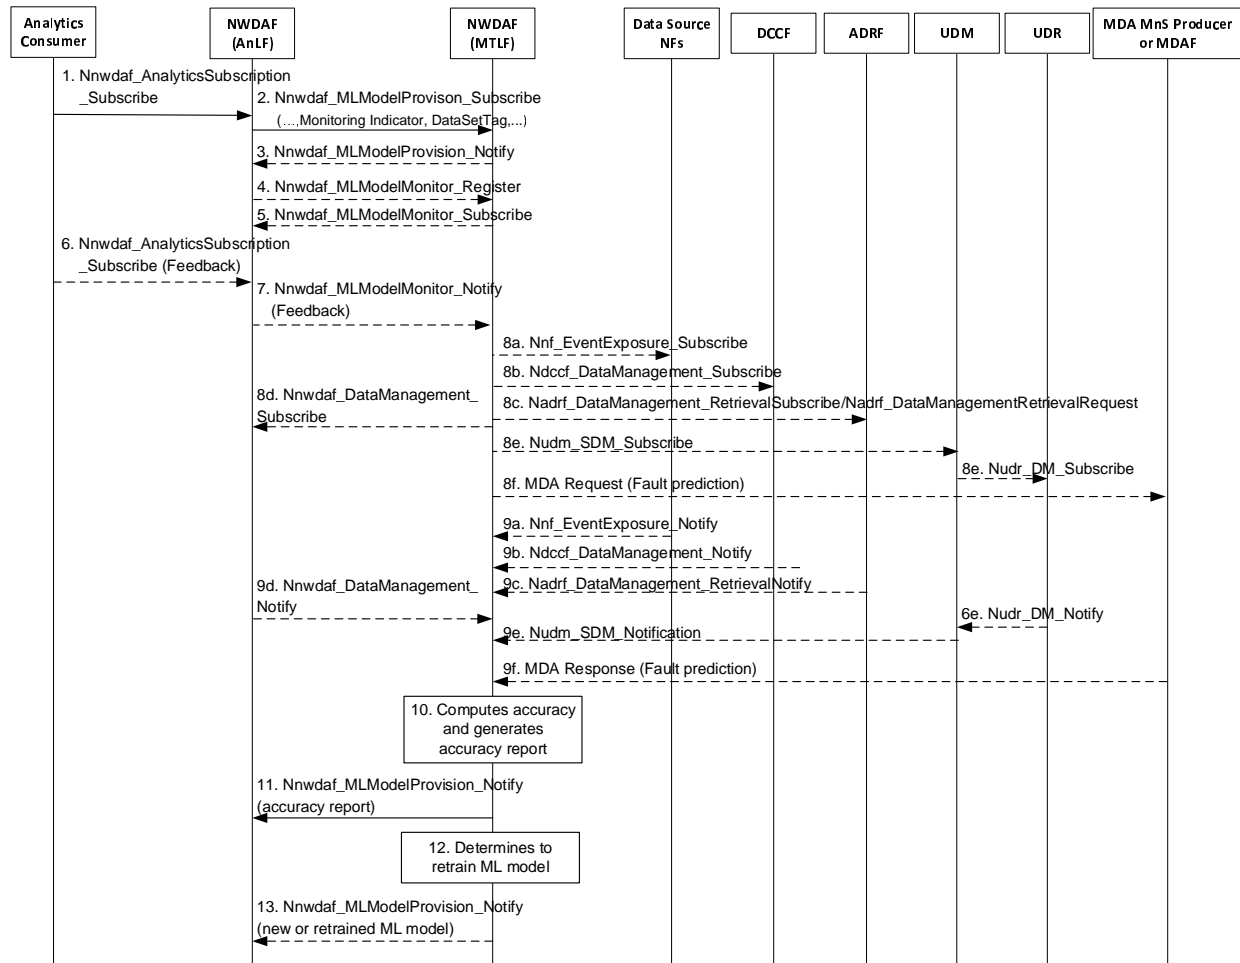 Analytics
Consumer
NWDAF
(AnLF)
NWDAF
(MTLF)
Data Source
NFs
DCCF
ADRF
UDM
UDR
MDA MnS Producer
or MDAF
1. Nnwdaf_AnalyticsSubscription
_Subscribe
2. Nnwdaf_MLModelProvison_Subscribe
(...,Monitoring Indicator, DataSetTag,...)
3. Nnwdaf_MLModelProvision_Notify
4. Nnwdaf_MLModelMonitor_Register
5. Nnwdaf_MLModelMonitor_Subscribe
6. Nnwdaf_AnalyticsSubscription
_Subscribe (Feedback)
7. Nnwdaf_MLModelMonitor_Notify
(Feedback)
8a. Nnf_EventExposure_Subscribe
8b. Ndccf_DataManagement_Subscribe
8d. Nnwdaf_DataManagement_
Subscribe
8c. Nadrf_DataManagement_RetrievalSubscribe/Nadrf_DataManagementRetrievalRequest
8e. Nudm_SDM_Subscribe
8e. Nudr_DM_Subscribe
8f. MDA Request (Fault prediction)
9a. Nnf_EventExposure_Notify
9b. Ndccf_DataManagement_Notify
9d. Nnwdaf_DataManagement_
Notify
9c. Nadrf_DataManagement_RetrievalNotify
6e. Nudr_DM_Notify
9e. Nudm_SDM_Notification
9f. MDA Response (Fault prediction)
10. Computes accuracy
and generates
accuracy report
11. Nnwdaf_MLModelProvision_Notify
(accuracy report)
12. Determines to
retrain ML model
13. Nnwdaf_MLModelProvision_Notify
(new or retrained ML model)